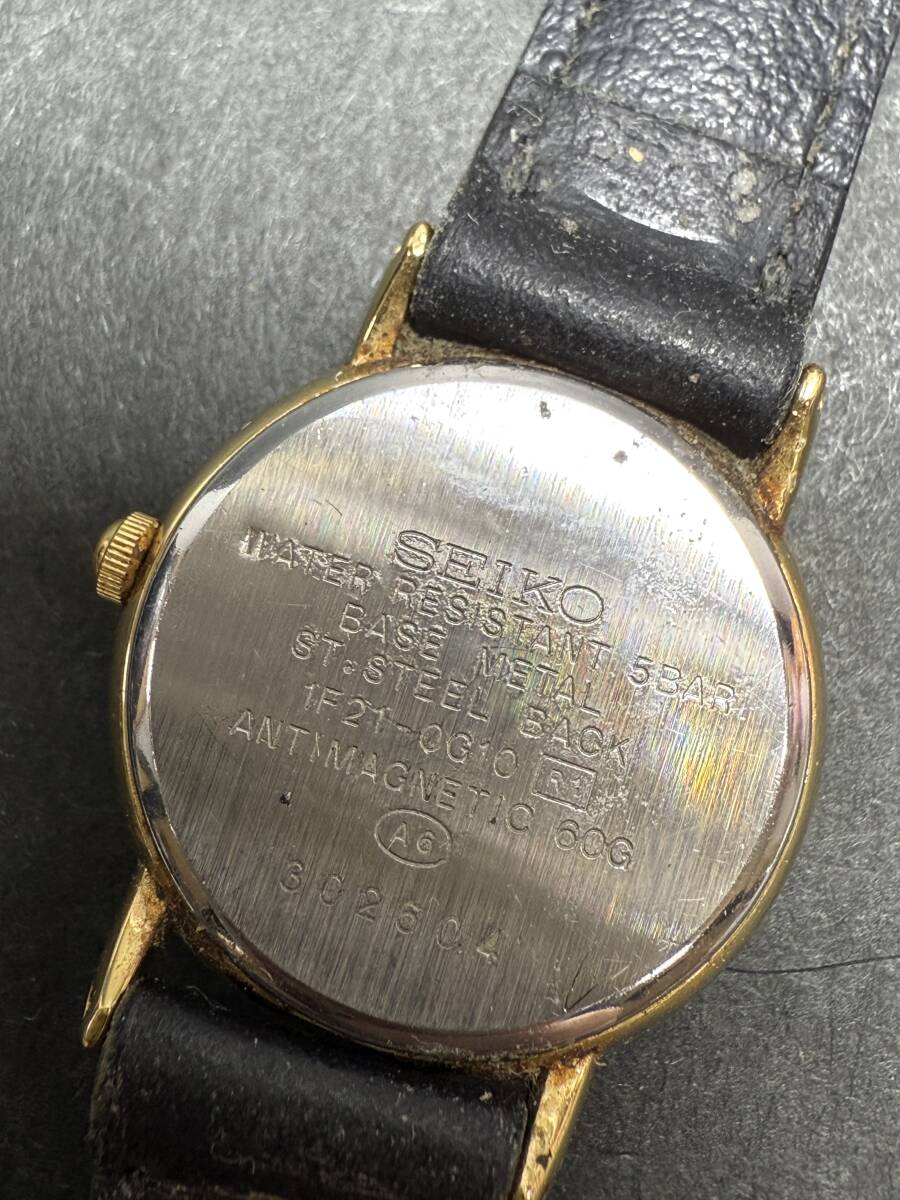 SEIKO
WATER RESISTANT 5BAR
BASE METAL
ST.STEEL BACK
1F21-0G10 R1
ANTIMAGNETIC 60G
A6
302604